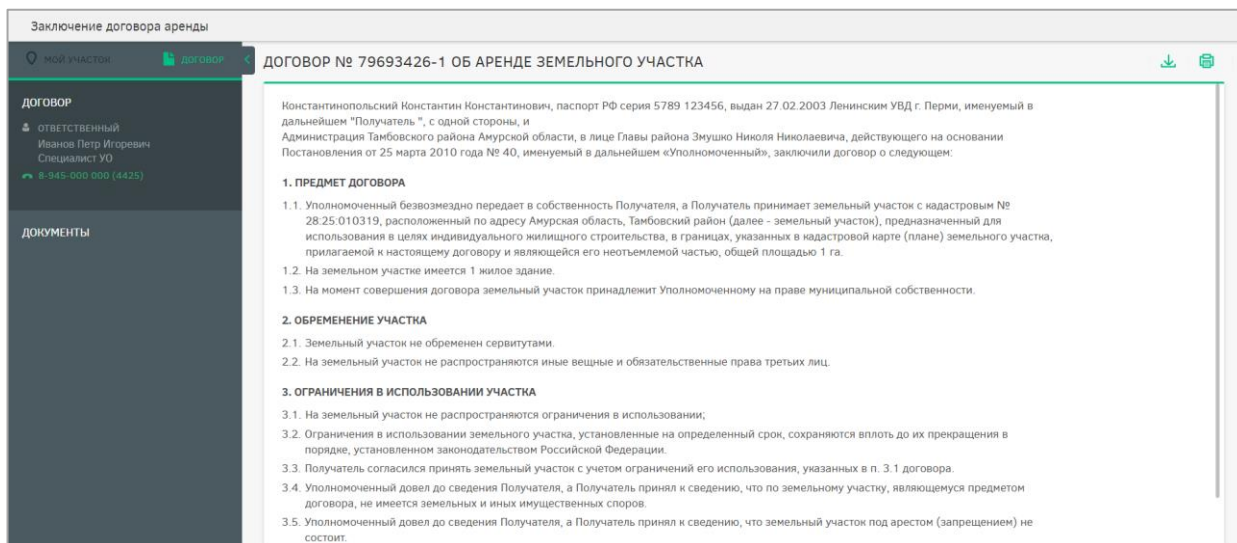 Заключение договора аренды
МОЙ УЧАСТОК
ДОГОВОР
ДОГОВОР
ОТВЕТСТВЕННЫЙ
Иванов Петр Игоревич
Специалист УО
8-945-000 000 (4425)
ДОКУМЕНТЫ
ДОГОВОР № 79693426-1 ОБ АРЕНДЕ ЗЕМЕЛЬНОГО УЧАСТКА
Константинопольский Константин Константинович, паспорт РФ серия 5789 123456, выдан 27.02.2003 Ленинским УВД г. Перми, именуемый в
дальнейшем "Получатель ", с одной стороны, и
Администрация Тамбовского района Амурской области, в лице Главы района Змушко Николя Николаевича, действующего на основании
Постановления от 25 марта 2010 года № 40, именуемый в дальнейшем «Уполномоченный», заключили договор о следующем:
1. ПРЕДМЕТ ДОГОВОРА
1.1. Уполномоченный безвозмездно передает в собственность Получателя, а Получатель принимает земельный участок с кадастровым №
28:25:010319, расположенный по адресу Амурская область, Тамбовский район (далее - земельный участок), предназначенный для
использования в целях индивидуального жилищного строительства, в границах, указанных в кадастровой карте (плане) земельного участка,
прилагаемой к настоящему договору и являющейся его неотъемлемой частью, общей площадью 1 га.
1.2. На земельном участке имеется 1 жилое здание.
1.3. На момент совершения договора земельный участок принадлежит Уполномоченному на праве муниципальной собственности.
2. ОБРЕМЕНЕНИЕ УЧАСТКА
2.1. Земельный участок не обременен сервитутами.
2.2. На земельный участок не распространяются иные вещные и обязательственные права третьих лиц.
3. ОГРАНИЧЕНИЯ В ИСПОЛЬЗОВАНИИ УЧАСТКА
3.1. На земельный участок не распространяются ограничения в использовании;
3.2. Ограничения в использовании земельного участка, установленные на определенный срок, сохраняются вплоть до их прекращения в
порядке, установленном законодательством Российской Федерации.
3.3. Получатель согласился принять земельный участок с учетом ограничений его использования, указанных в п. 3.1 договора.
3.4. Уполномоченный довел до сведения Получателя, а Получатель принял к сведению, что по земельному участку, являющемуся предметом
договора, не имеется земельных и иных имущественных споров.
3.5. Уполномоченный довел до сведения Получателя, а Получатель принял к сведению, что земельный участок под арестом (запрещением) не
состоит.